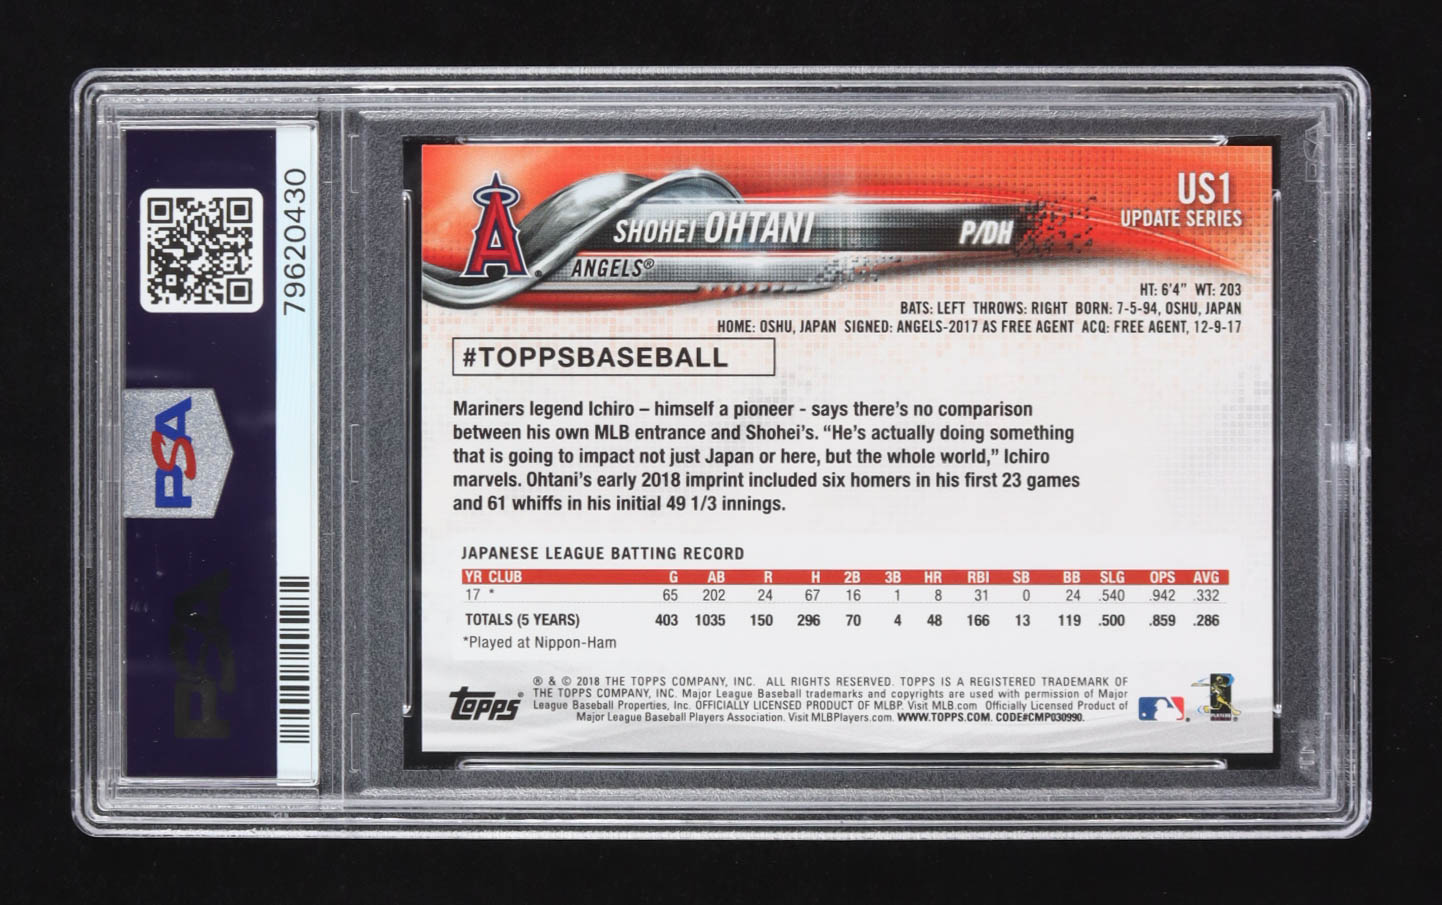 79620430
PSA
PSA
A
US1
UPDATE SERIES
SHOHEI OHTANI
P/DH
ANGELS®
HT: 6'4" WT: 203
BATS: LEFT THROWS: RIGHT BORN: 7-5-94, OSHU, JAPAN
HOME: OSHU, JAPAN SIGNED: ANGELS-2017 AS FREE AGENT ACQ: FREE AGENT, 12-9-17
#TOPPSBASEBALL
Mariners legend Ichiro – himself a pioneer - says there's no comparison
between his own MLB entrance and Shohei's. “He's actually doing something
that is going to impact not just Japan or here, but the whole world,” Ichiro
marvels. Ohtani's early 2018 imprint included six homers in his first 23 games
and 61 whiffs in his initial 49 1/3 innings.
JAPANESE LEAGUE BATTING RECORD
YR CLUB G AB R H 2B 3B HR RBI SB BB SLG OPS AVG
17 * 65 202 24 67 16 1 8 31 0 24 .540 .942 .332
TOTALS (5 YEARS) 403 1035 150 296 70 4 48 166 13 119 .500 .859 .286
*Played at Nippon-Ham
topps®
® & © 2018 THE TOPPS COMPANY, INC. ALL RIGHTS RESERVED. TOPPS IS A REGISTERED TRADEMARK OF
THE TOPPS COMPANY, INC. Major League Baseball trademarks and copyrights are used with permission of Major
League Baseball Properties, Inc. OFFICIALLY LICENSED PRODUCT OF MLBP. Visit MLB.com Officially Licensed Product of
Major League Baseball Players Association. Visit MLBPlayers.com. WWW.TOPPS.COM. CODE#CMP030990.